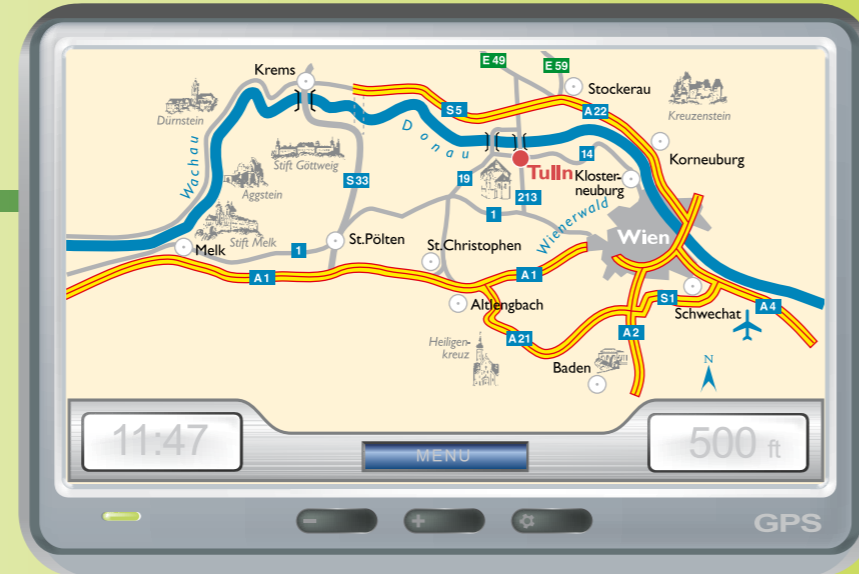 E 49
E 59
Krems
Stockerau
A 22
Kreuzenstein
Dürnstein
S 5
Donau
14
Korneuburg
Wachau
Stift Göttweig
Tulln
Kloster-
neuburg
S 33
19
213
Aggstein
1
Wienerwald
Wien
Stift Melk
Melk
1
St.Pölten
St.Christophen
A 1
A 1
Altlengbach
S 1
A 4
Schwechat
A 21
A 2
Heiligen-
kreuz
Baden
N
11:47
MENU
500 ft
GPS